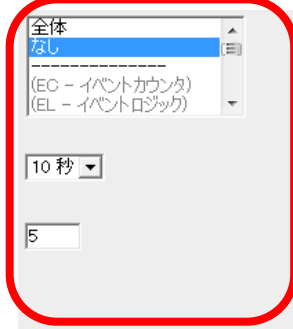 全体
なし
--------------
(EC - イベントカウンタ)
(EL - イベントロジック)
10 秒
5